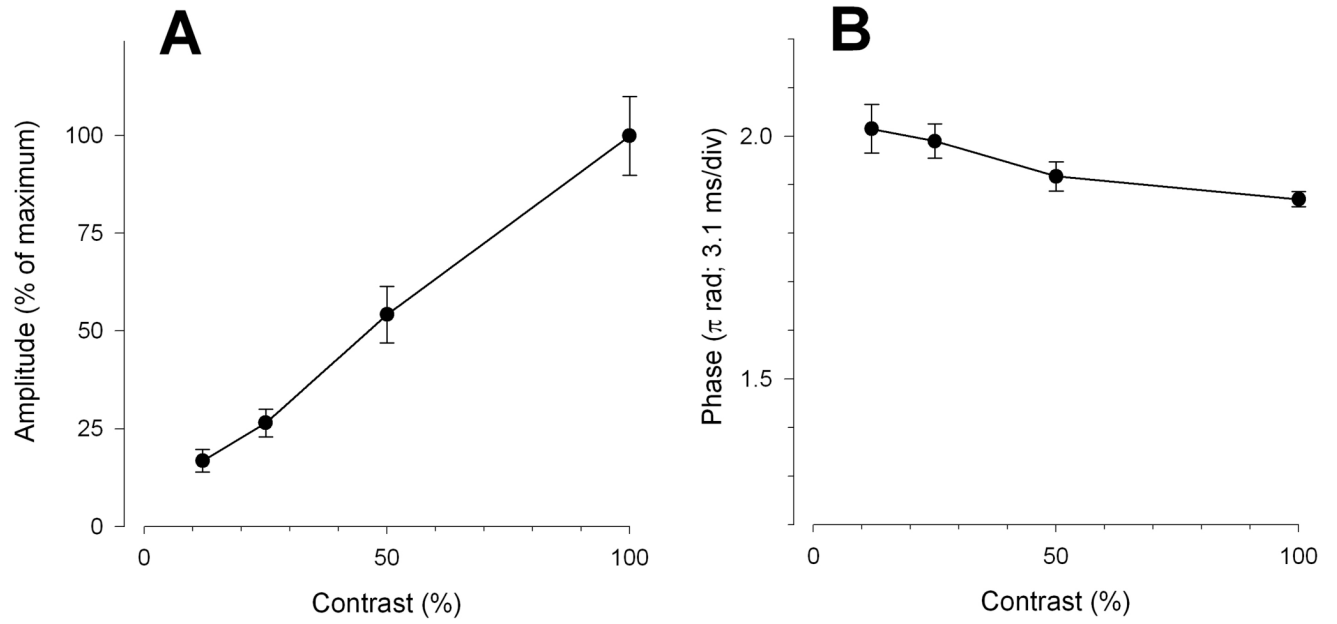 A
Amplitude (% of maximum)
100
75
50
25
0
0 50 100
Contrast (%)
B
Phase (π rad; 3.1 ms/div)
2.0
1.5
0 50 100
Contrast (%)